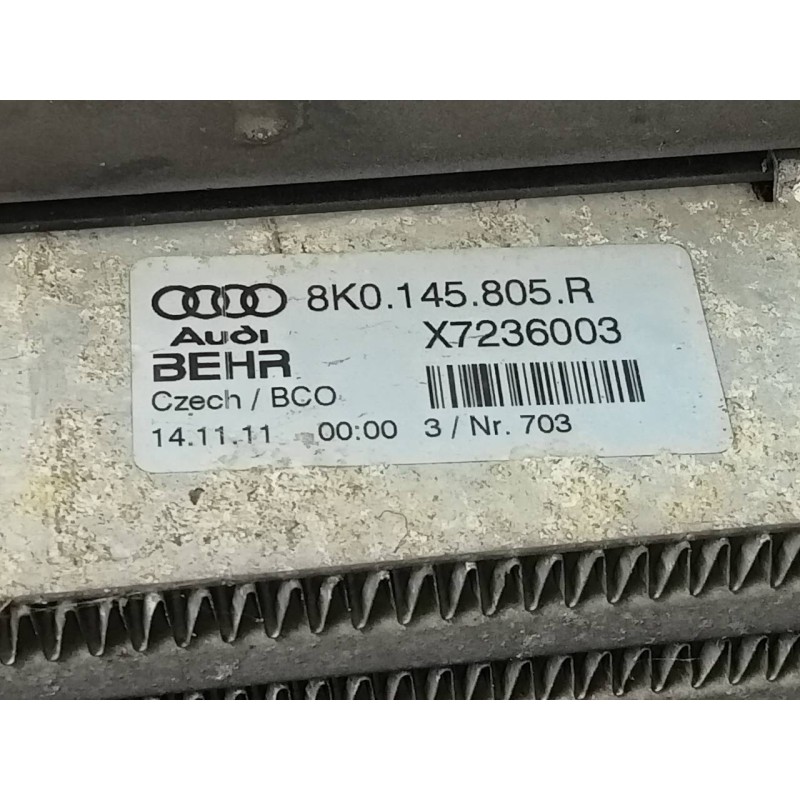 8K0.145.805.R
Audi
X7236003
BEHR
Czech / BCO
14.11.11 00:00 3 / Nr. 703